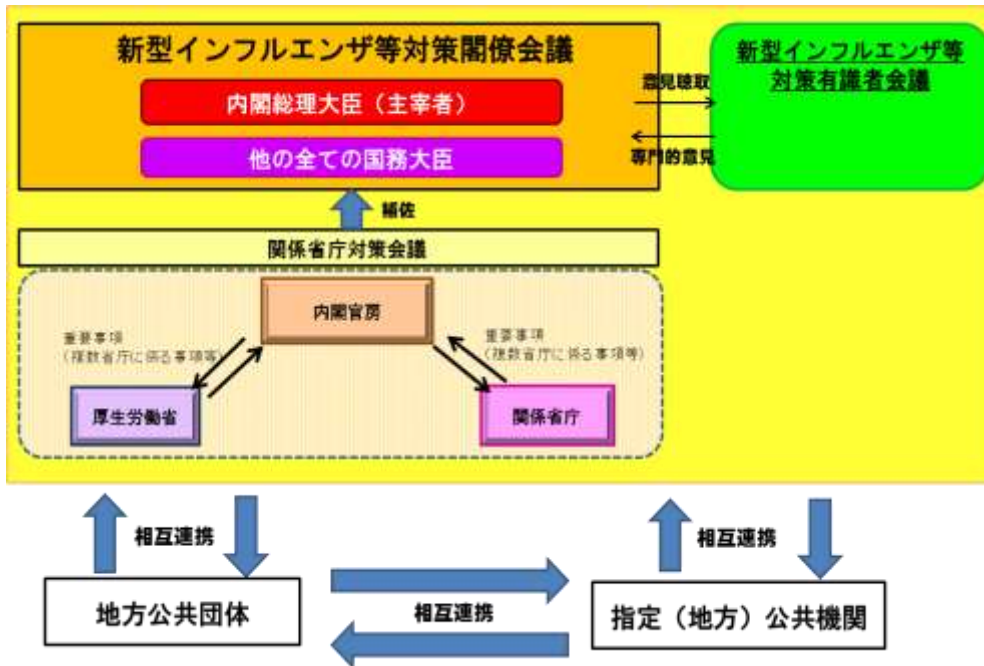 新型インフルエンザ等対策閣僚会議
内閣総理大臣（主宰者）
他の全ての国務大臣
意見聴取
専門的意見
新型インフルエンザ等
対策有識者会議
補佐
関係省庁対策会議
内閣官房
重要事項
（複数省庁に係る事項等）
重要事項
（複数省庁に係る事項等）
厚生労働省
関係省庁
相互連携
相互連携
地方公共団体
相互連携
指定（地方）公共機関